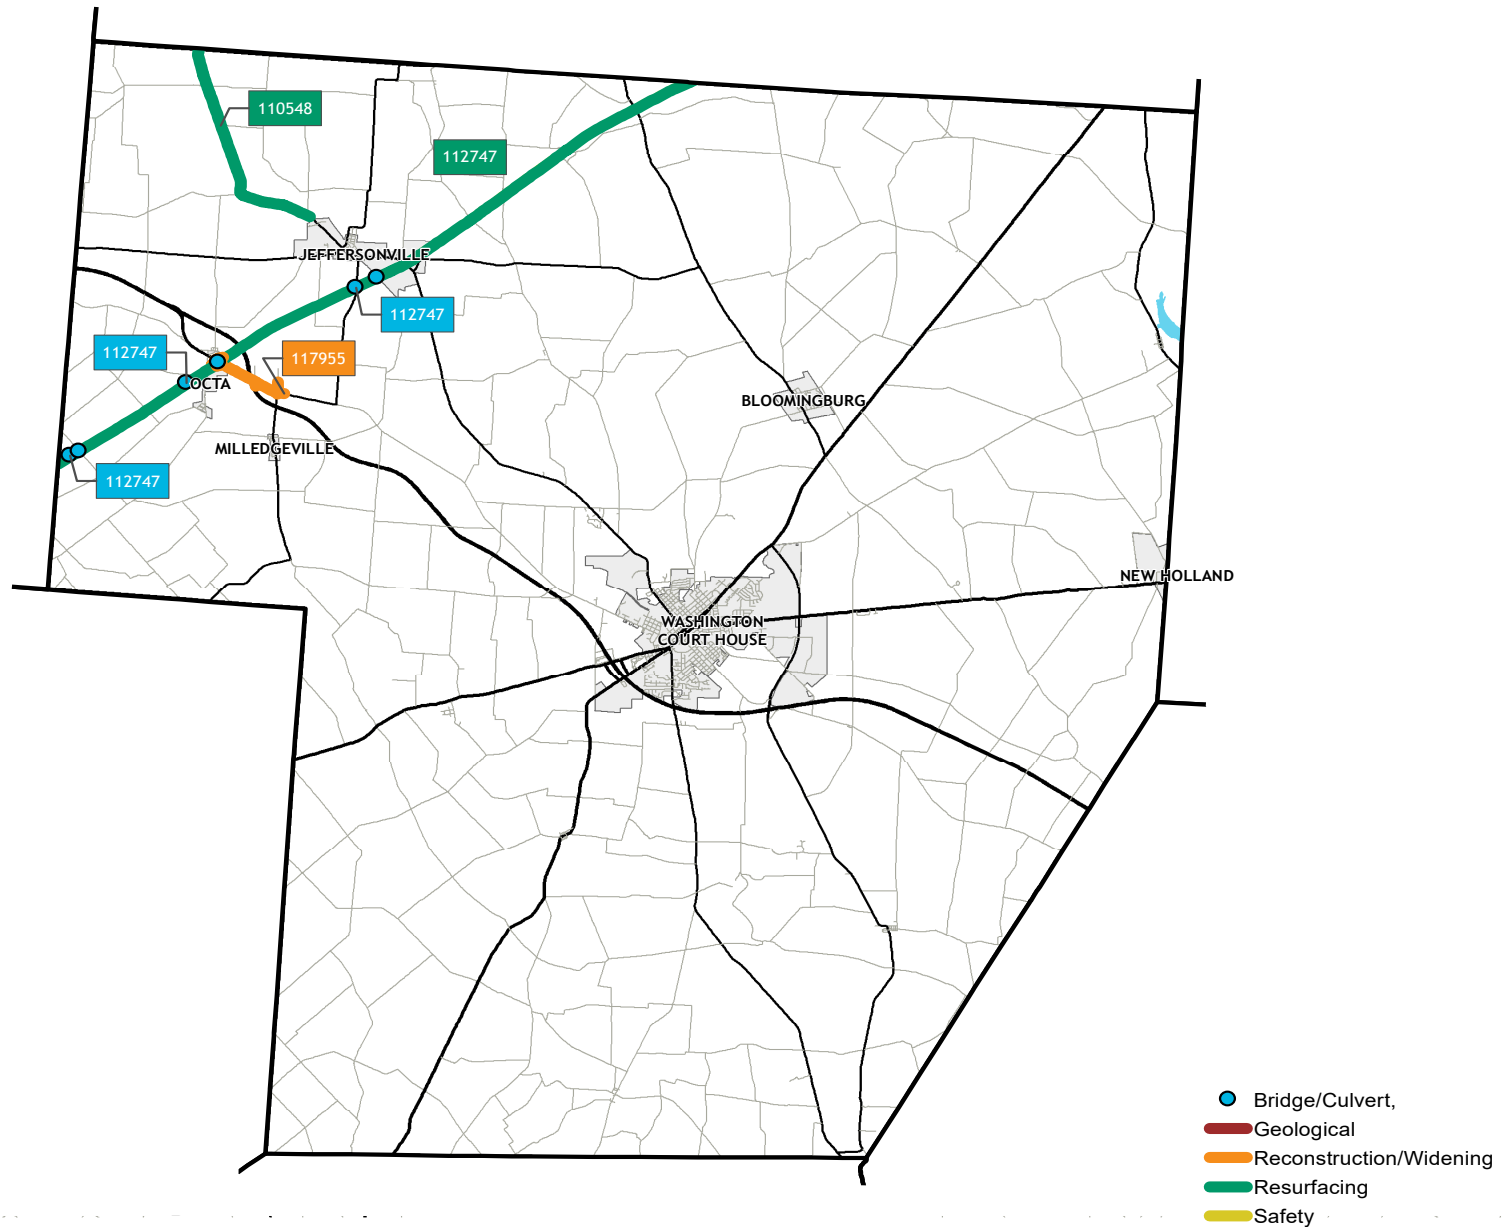 110548
112747
JEFFERSONVILLE
112747
112747
117955
OCTA
BLOOMINGBURG
MILLEDGEVILLE
112747
NEW HOLLAND
WASHINGTON
COURT HOUSE
Bridge/Culvert,
Geological
Reconstruction/Widening
Resurfacing
Safety